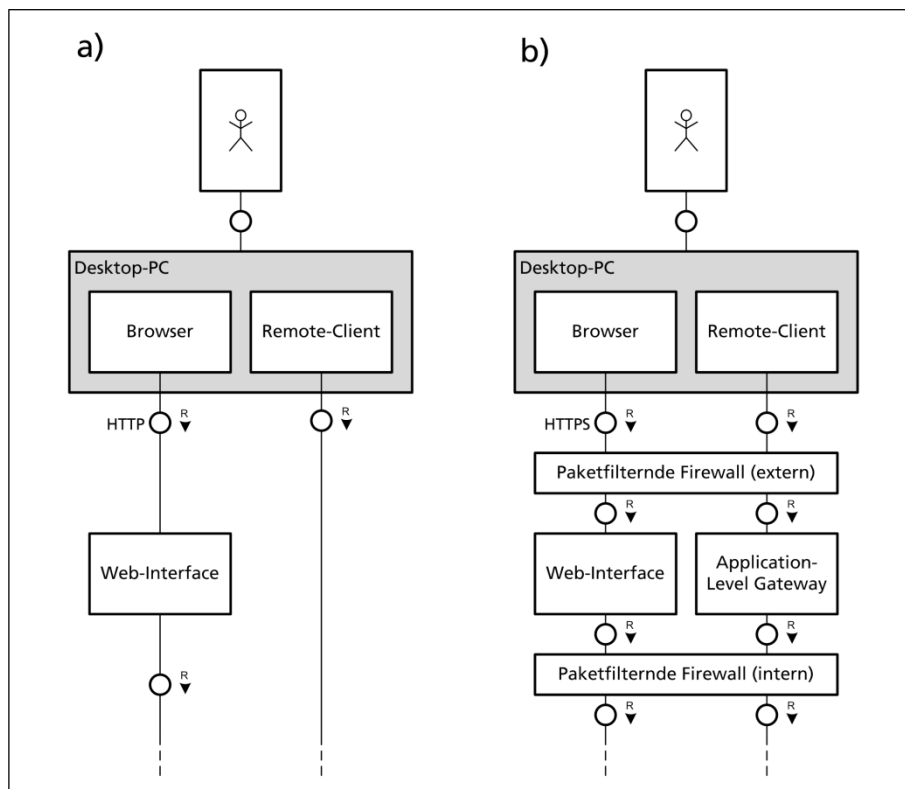 a)
Desktop-PC
Browser
Remote-Client
HTTP
R
R
Web-Interface
R
b)
Desktop-PC
Browser
Remote-Client
HTTPS
R
R
Paketfilternde Firewall (extern)
R
R
Web-Interface
Application-
Level Gateway
R
R
Paketfilternde Firewall (intern)
R
R